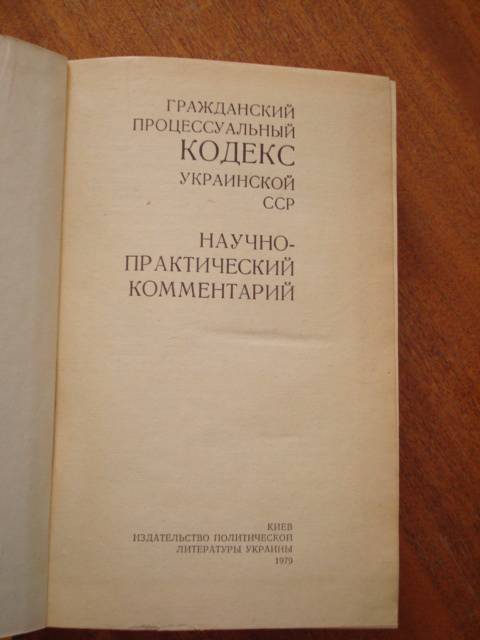 ГРАЖДАНСКИЙ
ПРОЦЕССУАЛЬНЫЙ
КОДЕКС
УКРАИНСКОЙ
ССР
НАУЧНО-
ПРАКТИЧЕСКИЙ
КОММЕНТАРИЙ
КИЕВ
ИЗДАТЕЛЬСТВО ПОЛИТИЧЕСКОЙ
ЛИТЕРАТУРЫ УКРАИНЫ
1979